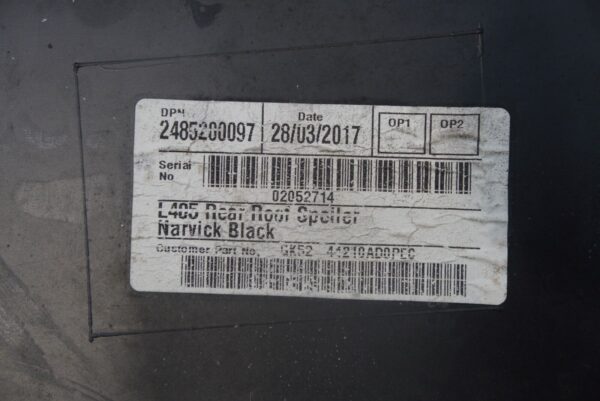 DPN
2485200097
Date
28/03/2017
OP1
OP2
Serial No
02052714
L405 Rear Roof Spoiler
Narvick Black
Customer Part No. GK52 44210AD0PEC